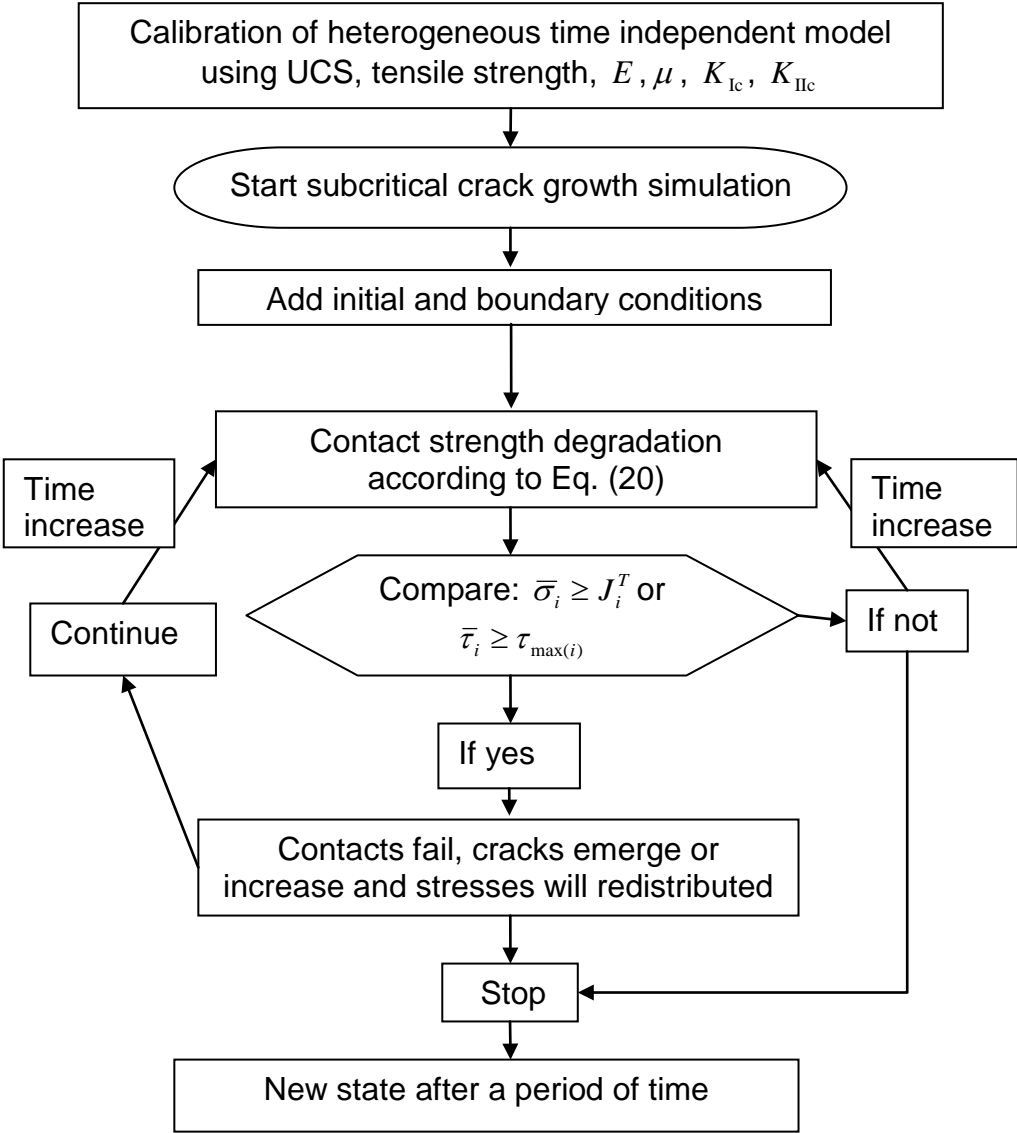 Calibration of heterogeneous time independent model
using UCS, tensile strength, E, μ, K_Ic, K_IIc
Start subcritical crack growth simulation
Add initial and boundary conditions
Contact strength degradation
according to Eq. (20)
Time
increase
Time
increase
Compare: σ̅_i ≥ J_i^T or
τ̅_i ≥ τ_max(i)
Continue
If not
If yes
Contacts fail, cracks emerge or
increase and stresses will redistributed
Stop
New state after a period of time